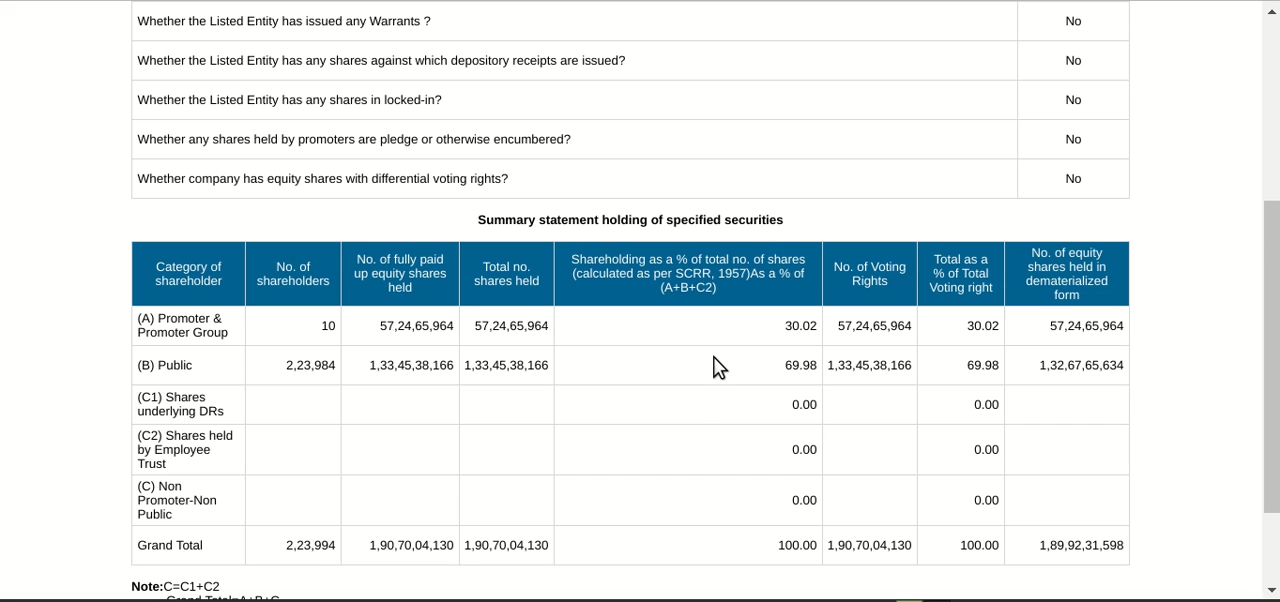 Whether the Listed Entity has issued any Warrants ? No
Whether the Listed Entity has any shares against which depository receipts are issued? No
Whether the Listed Entity has any shares in locked-in? No
Whether any shares held by promoters are pledge or otherwise encumbered? No
Whether company has equity shares with differential voting rights? No
Summary statement holding of specified securities
Category of shareholder
No. of shareholders
No. of fully paid up equity shares held
Total no. shares held
Shareholding as a % of total no. of shares (calculated as per SCRR, 1957)As a % of (A+B+C2)
No. of Voting Rights
Total as a % of Total Voting right
No. of equity shares held in dematerialized form
(A) Promoter & Promoter Group 10 57,24,65,964 57,24,65,964 30.02 57,24,65,964 30.02 57,24,65,964
(B) Public 2,23,984 1,33,45,38,166 1,33,45,38,166 69.98 1,33,45,38,166 69.98 1,32,67,65,634
(C1) Shares underlying DRs 0.00 0.00
(C2) Shares held by Employee Trust 0.00 0.00
(C) Non Promoter-Non Public 0.00 0.00
Grand Total 2,23,994 1,90,70,04,130 1,90,70,04,130 100.00 1,90,70,04,130 100.00 1,89,92,31,598
Note:C=C1+C2
Grand Total=A+B+C